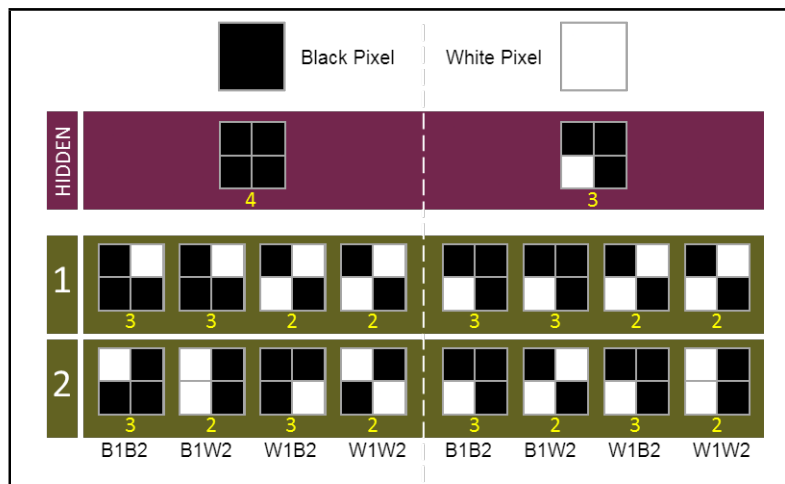 Black Pixel White Pixel
HIDDEN
4 3
1
3 3 2 2 3 3 2 2
2
3 2 3 2 3 2 3 2
B1B2 B1W2 W1B2 W1W2 B1B2 B1W2 W1B2 W1W2